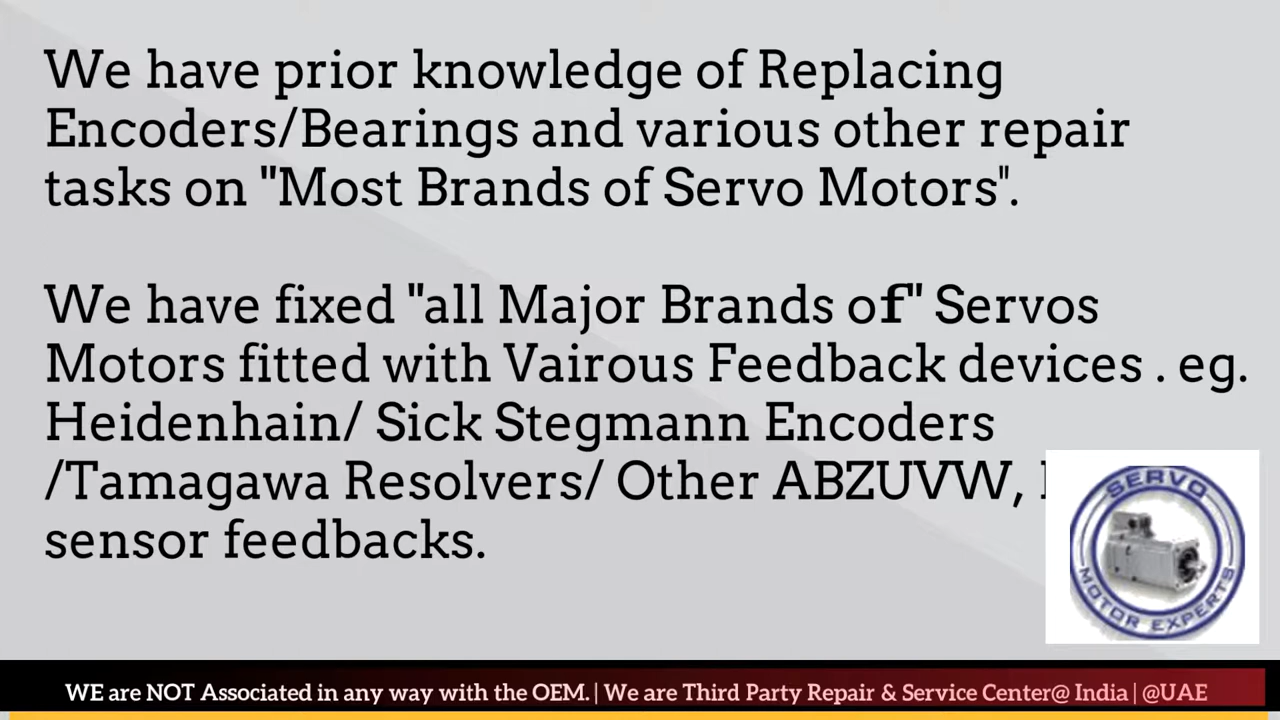 We have prior knowledge of Replacing
Encoders/Bearings and various other repair
tasks on "Most Brands of Servo Motors".
We have fixed "all Major Brands of" Servos
Motors fitted with Vairous Feedback devices . eg.
Heidenhain/ Sick Stegmann Encoders
/Tamagawa Resolvers/ Other ABZUVW,
sensor feedbacks.
SERVO
MOTOR EXPERTS
WE are NOT Associated in any way with the OEM. | We are Third Party Repair & Service Center@ India | @UAE